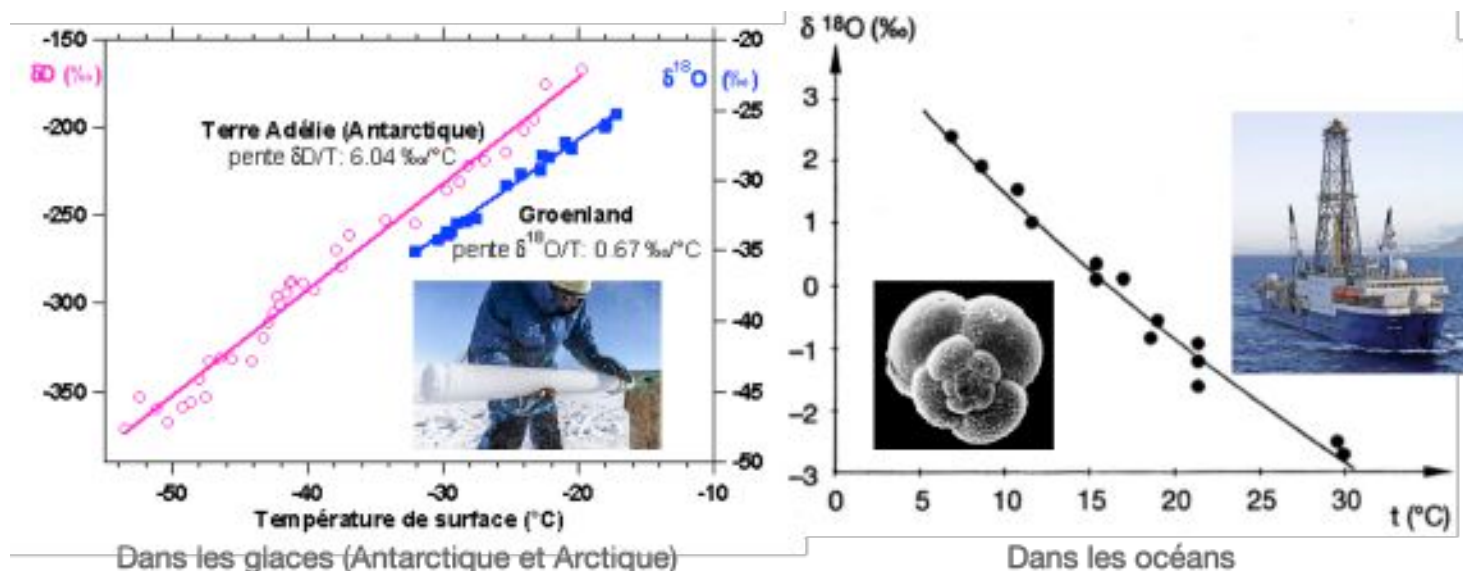 -150
-200
-250
-300
-350
δD (‰)
-20
-25
-30
-35
-40
-45
-50
δ¹⁸O (‰)
Terre Adélie (Antarctique)
pente δD/T: 6.04 ‰/°C
Groenland
pente δ¹⁸O/T: 0.67 ‰/°C
-50 -40 -30 -20 -10
Température de surface (°C)
Dans les glaces (Antarctique et Arctique)
δ ¹⁸O (‰)
3
2
1
0
–1
–2
–3
0 5 10 15 20 25 30
t (°C)
Dans les océans